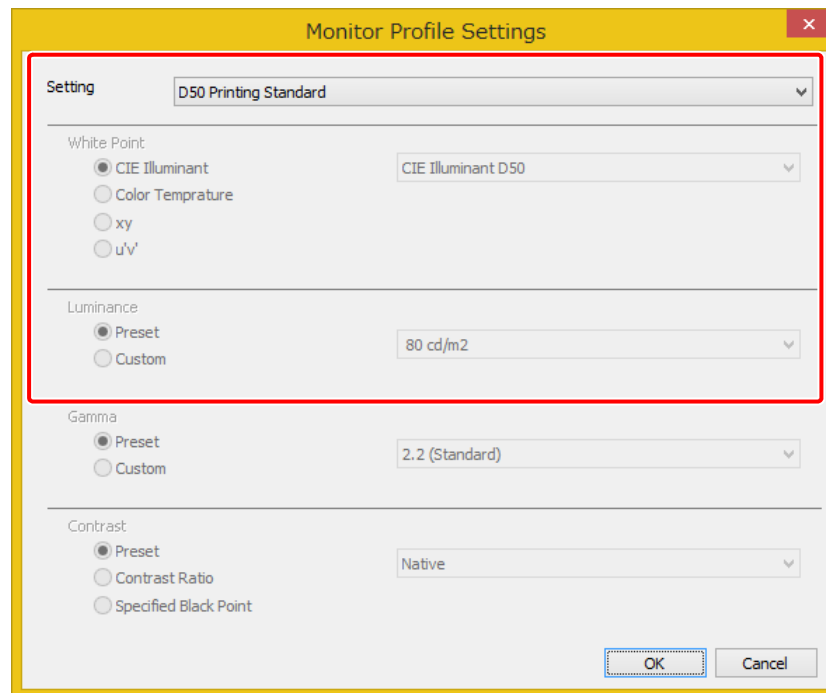 Monitor Profile Settings
Setting D50 Printing Standard
White Point
CIE Illuminant CIE Illuminant D50
Color Temprature
xy
u'v'
Luminance
Preset 80 cd/m2
Custom
Gamma
Preset 2.2 (Standard)
Custom
Contrast
Preset Native
Contrast Ratio
Specified Black Point
OK Cancel